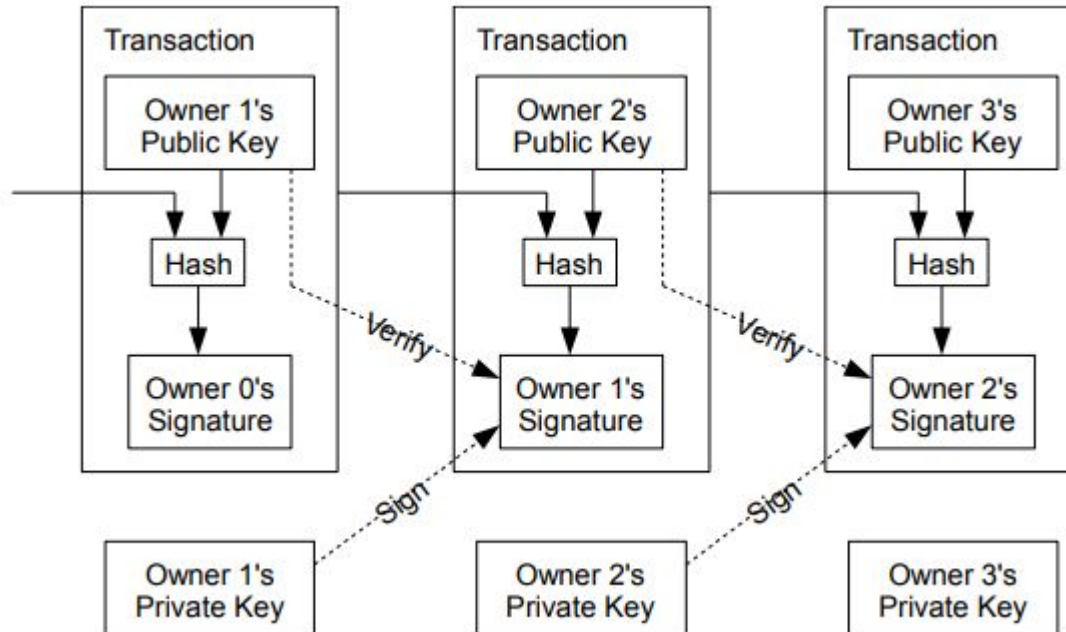 Transaction
Owner 1's
Public Key
Hash
Verify
Owner 0's
Signature
Transaction
Owner 2's
Public Key
Hash
Verify
Owner 1's
Signature
Transaction
Owner 3's
Public Key
Hash
Owner 2's
Signature
Sign
Sign
Owner 1's
Private Key
Owner 2's
Private Key
Owner 3's
Private Key